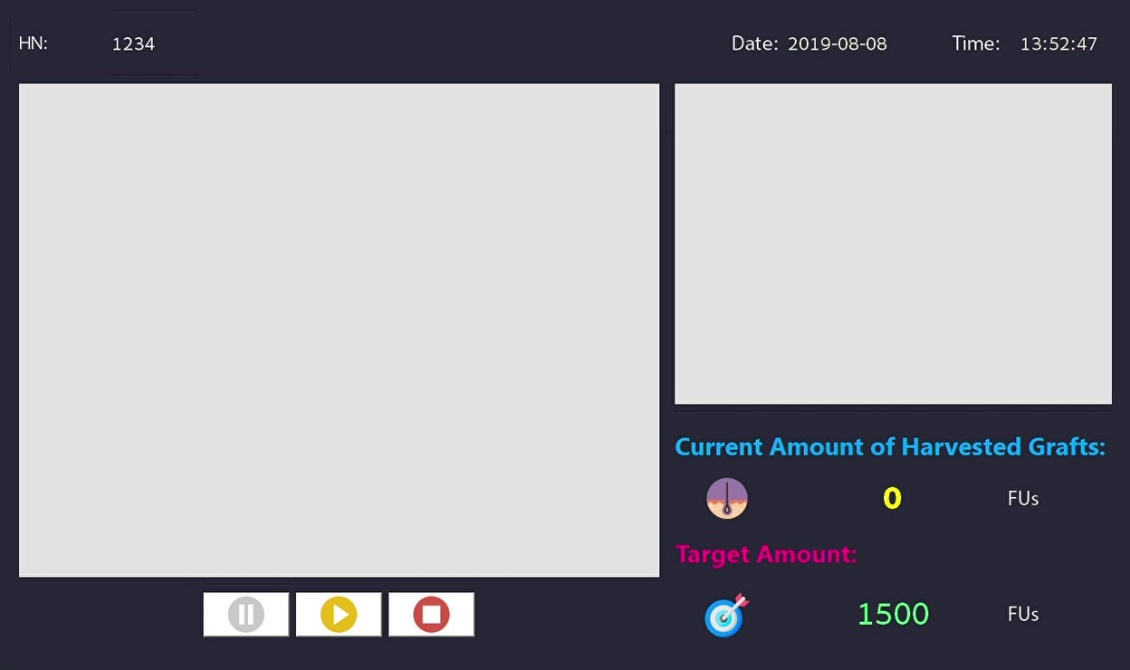 HN: 1234 Date: 2019-08-08 Time: 13:52:47
Current Amount of Harvested Grafts:
0 FUs
Target Amount:
1500 FUs